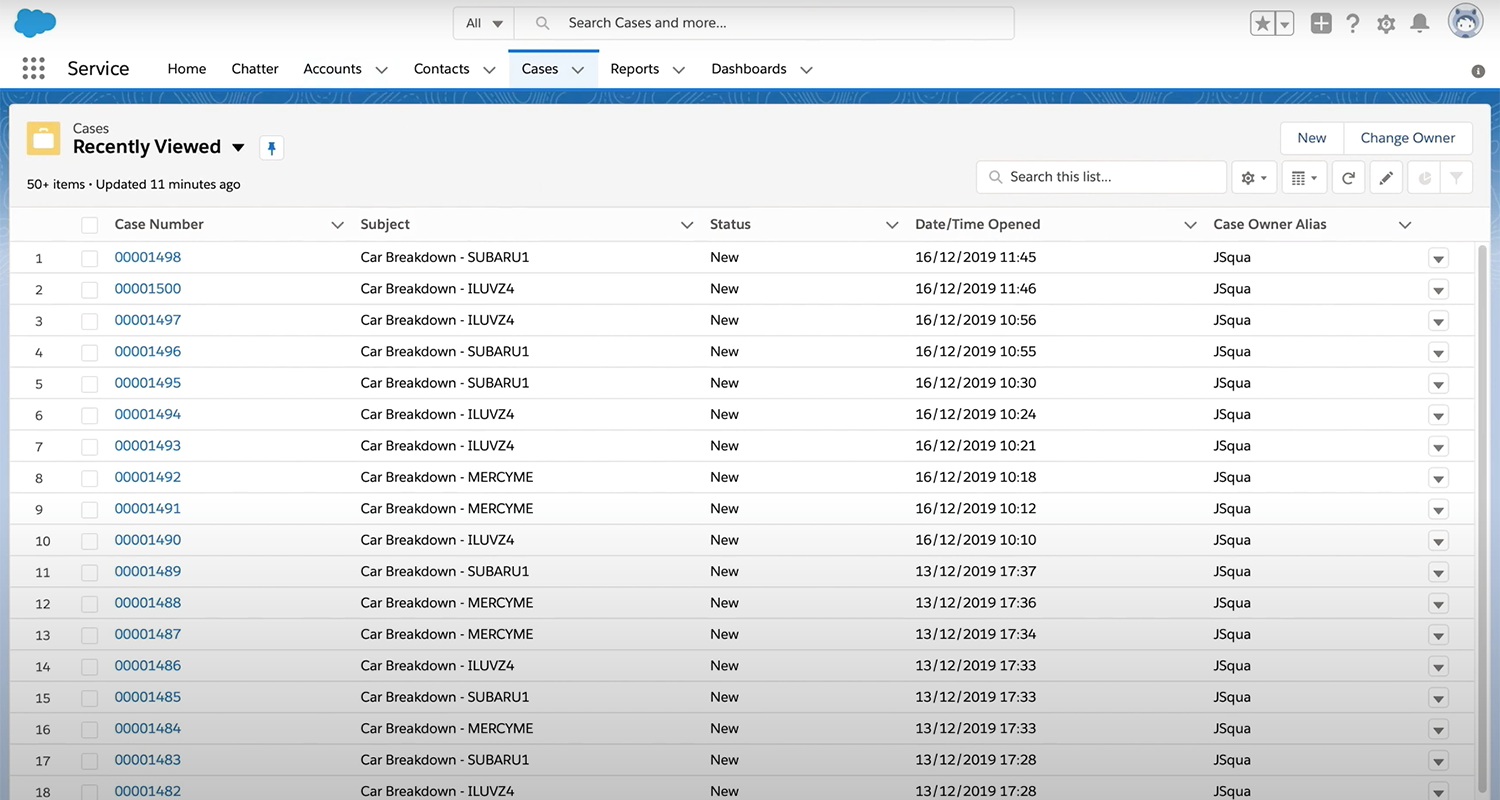 All Search Cases and more...
Service Home Chatter Accounts Contacts Cases Reports Dashboards
Cases
Recently Viewed
New Change Owner
50+ items • Updated 11 minutes ago
Search this list...
Case Number Subject Status Date/Time Opened Case Owner Alias
1 00001498 Car Breakdown - SUBARU1 New 16/12/2019 11:45 JSqua
2 00001500 Car Breakdown - ILUVZ4 New 16/12/2019 11:46 JSqua
3 00001497 Car Breakdown - ILUVZ4 New 16/12/2019 10:56 JSqua
4 00001496 Car Breakdown - SUBARU1 New 16/12/2019 10:55 JSqua
5 00001495 Car Breakdown - SUBARU1 New 16/12/2019 10:30 JSqua
6 00001494 Car Breakdown - ILUVZ4 New 16/12/2019 10:24 JSqua
7 00001493 Car Breakdown - ILUVZ4 New 16/12/2019 10:21 JSqua
8 00001492 Car Breakdown - MERCYME New 16/12/2019 10:18 JSqua
9 00001491 Car Breakdown - MERCYME New 16/12/2019 10:12 JSqua
10 00001490 Car Breakdown - ILUVZ4 New 16/12/2019 10:10 JSqua
11 00001489 Car Breakdown - SUBARU1 New 13/12/2019 17:37 JSqua
12 00001488 Car Breakdown - MERCYME New 13/12/2019 17:36 JSqua
13 00001487 Car Breakdown - MERCYME New 13/12/2019 17:34 JSqua
14 00001486 Car Breakdown - ILUVZ4 New 13/12/2019 17:33 JSqua
15 00001485 Car Breakdown - SUBARU1 New 13/12/2019 17:33 JSqua
16 00001484 Car Breakdown - MERCYME New 13/12/2019 17:33 JSqua
17 00001483 Car Breakdown - SUBARU1 New 13/12/2019 17:28 JSqua
18 00001482 Car Breakdown - ILUVZ4 New 13/12/2019 17:28 JSqua